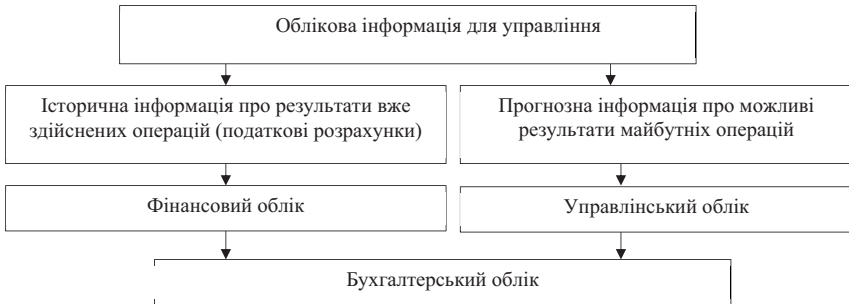 Облікова інформація для управління
Історична інформація про результати вже
здійснених операцій (податкові розрахунки)
Прогнозна інформація про можливі
результати майбутніх операцій
Фінансовий облік
Управлінський облік
Бухгалтерський облік